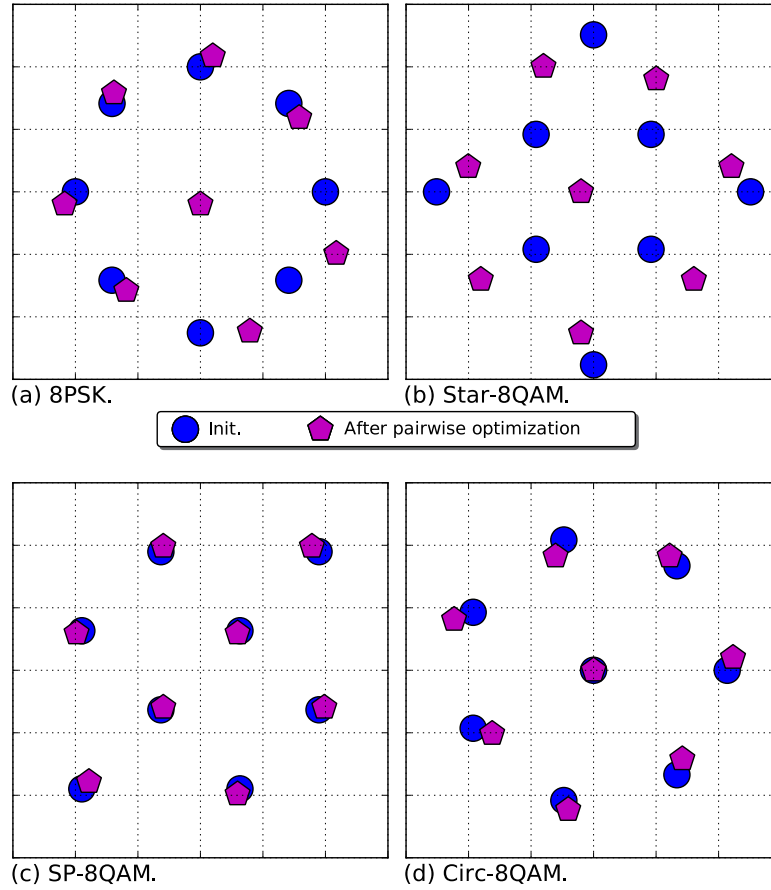 (a) 8PSK.
(b) Star-8QAM.
Init.
After pairwise optimization
(c) SP-8QAM.
(d) Circ-8QAM.